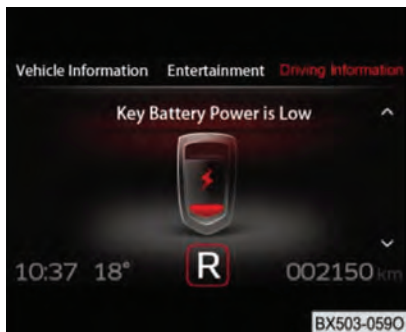 Vehicle Information Entertainment Driving Information
Key Battery Power is Low
10:37 18° R 002150 km
BX503-059O